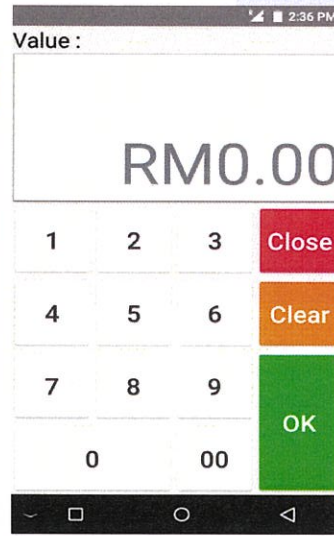 2:36 PM
Value :
RM0.00
1 2 3 Close
4 5 6 Clear
7 8 9
OK
0 00